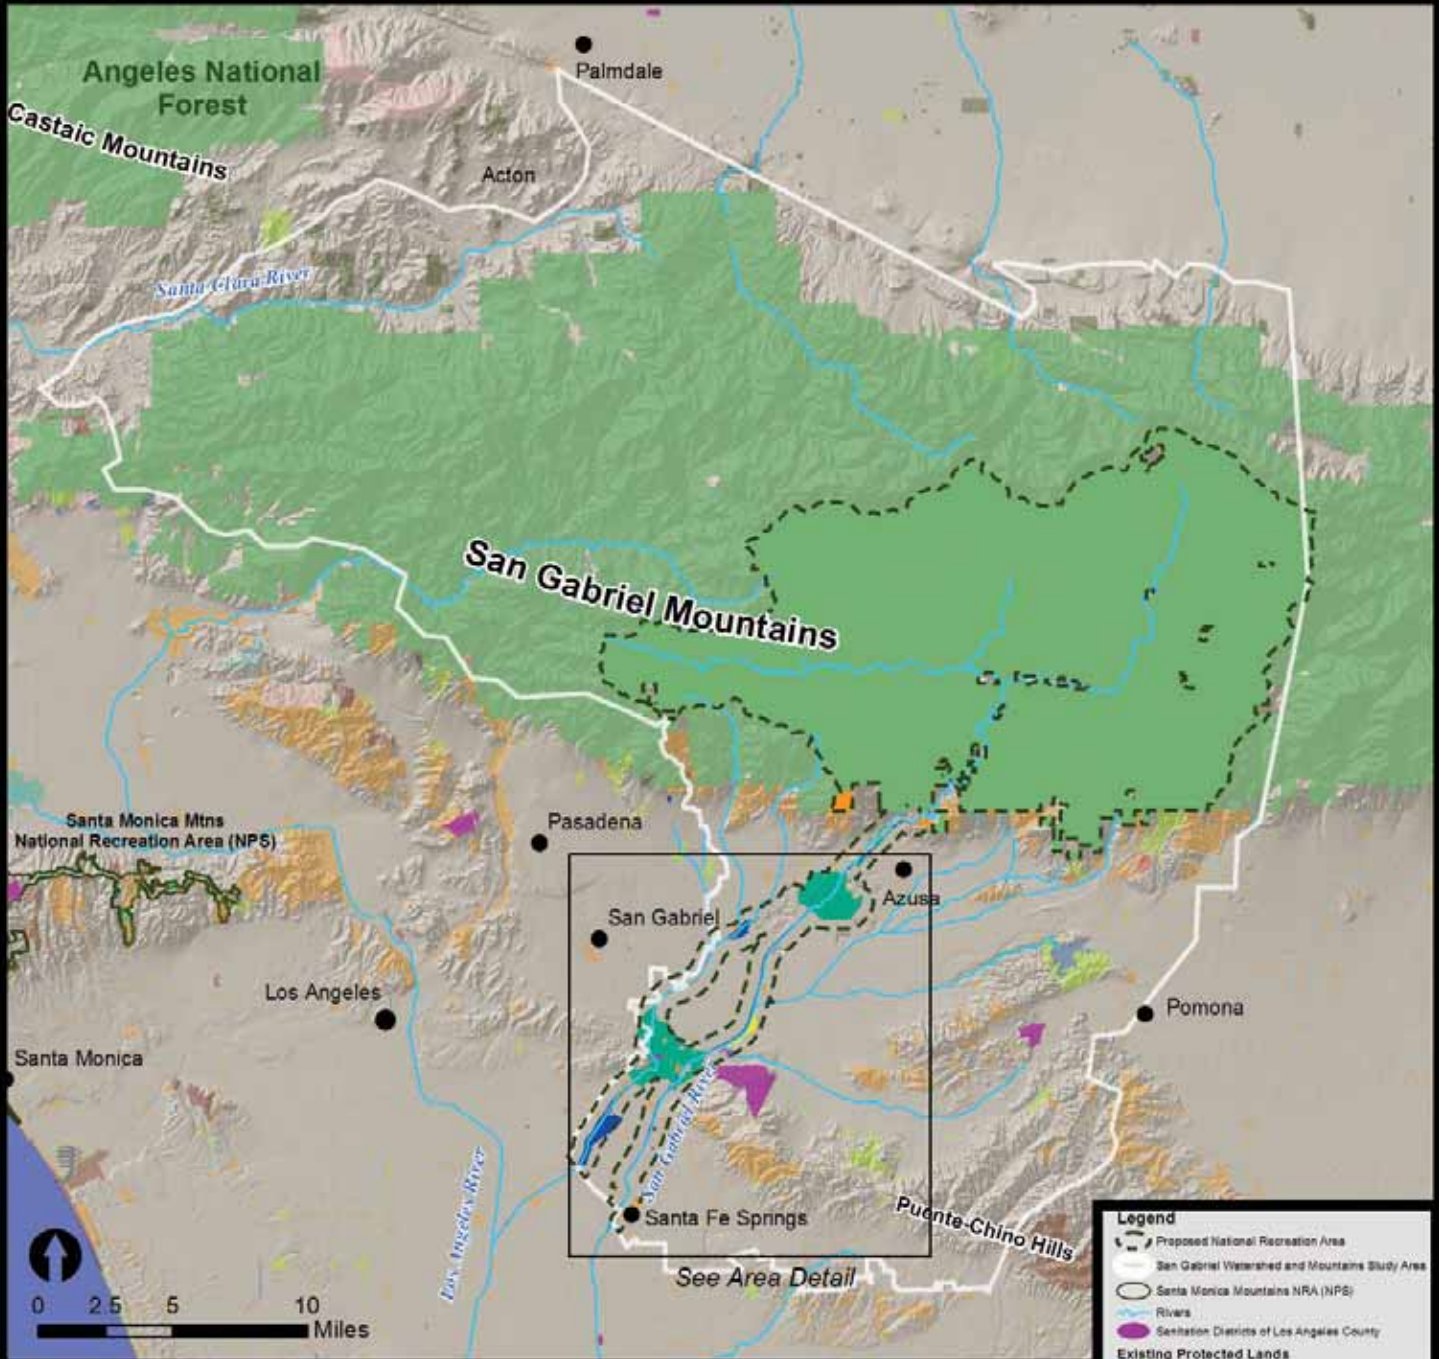 Angeles National
Forest
Castaic Mountains
Palmdale
Acton
Santa Clara River
San Gabriel Mountains
Santa Monica Mtns
National Recreation Area (NPS)
Pasadena
Azusa
San Gabriel
Los Angeles
Pomona
Santa Monica
San Gabriel River
Los Angeles River
Santa Fe Springs
Puente-Chino Hills
See Area Detail
0 2.5 5 10
Miles
Legend
Proposed National Recreation Area
San Gabriel Watershed and Mountains Study Area
Santa Monica Mountains NRA (NPS)
Rivers
Sanitation Districts of Los Angeles County
Existing Protected Lands